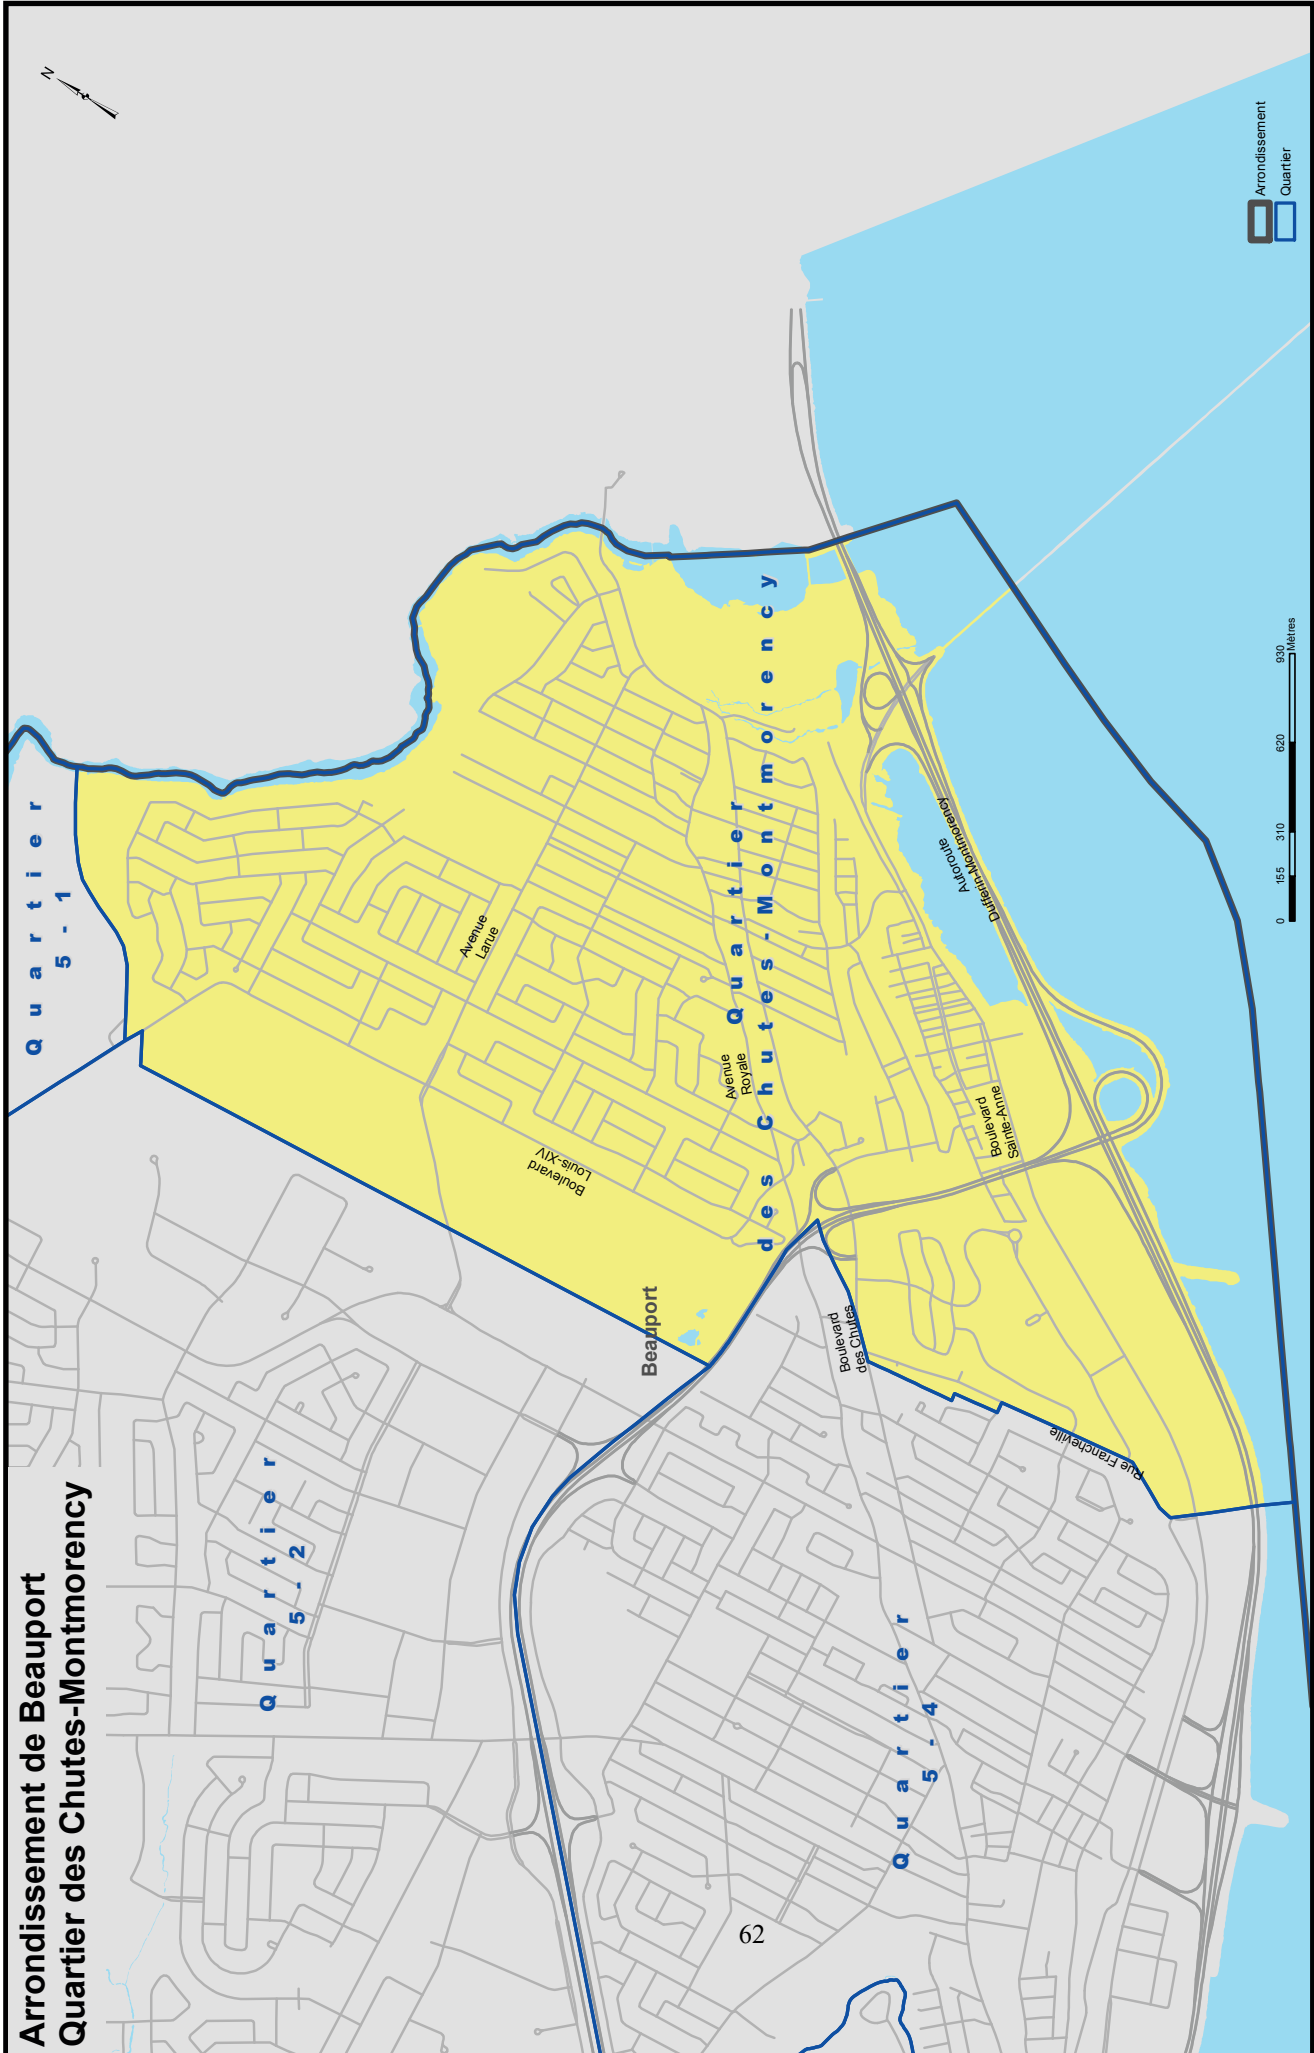 Arrondissement de Beauport
Quartier des Chutes-Montmorency
N
Quartier
5-1
Quartier
5-2
Quartier
des Chutes-Montmorency
Quartier
5-4
Beauport
Avenue
Larue
Avenue
Royale
Boulevard
Louis-XIV
Boulevard
des Chutes
Boulevard
Sainte-Anne
Autoroute
Dufferin-Montmorency
Rue Francheville
Arrondissement
Quartier
0 155 310 620 930
Mètres
62